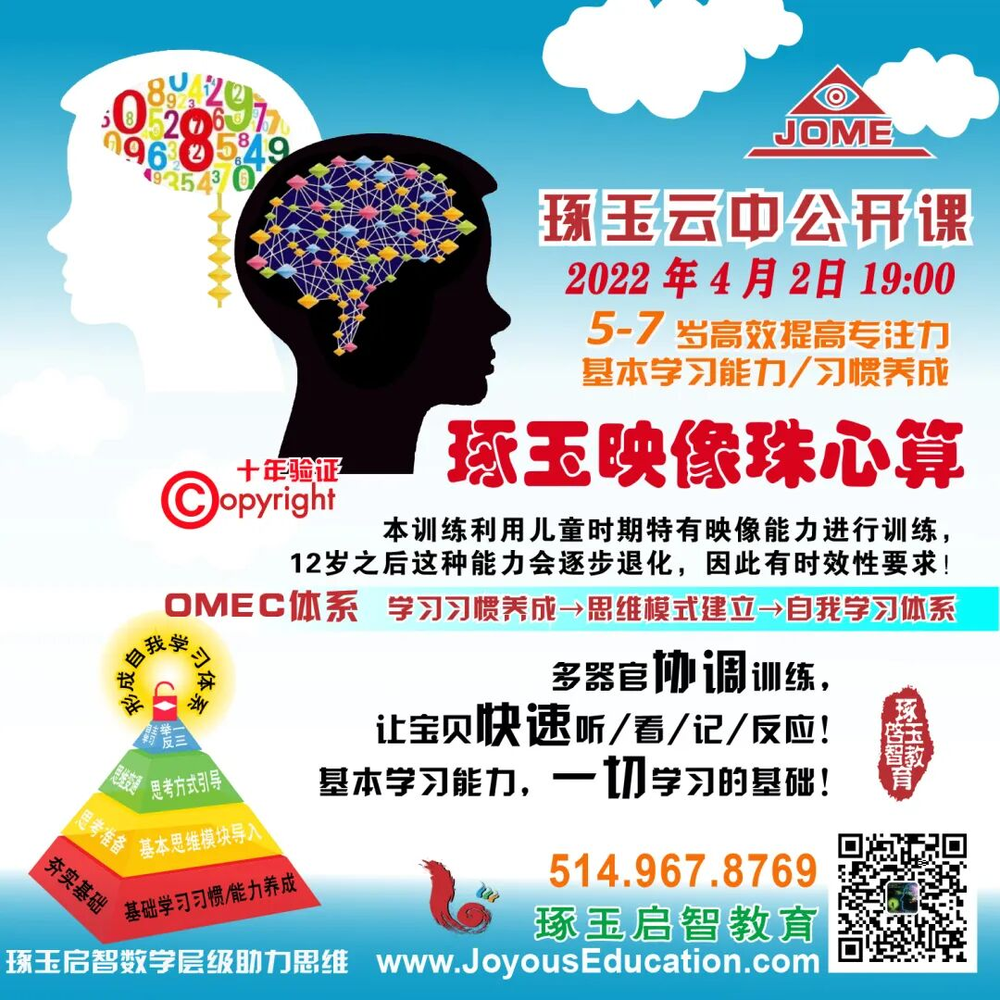 JOME
琢玉云中公开课
2022 年 4 月 2日 19:00
5-7 岁高效提高专注力
基本学习能力/习惯养成
琢玉映像珠心算
十年验证
Copyright
本训练利用儿童时期特有映像能力进行训练，
12岁之后这种能力会逐步退化，因此有时效性要求！
OMEC体系 学习习惯养成→思维模式建立→自我学习体系
形成自我学习体系
多器官协调训练，
让宝贝快速听/看/记/反应！
基本学习能力，一切学习的基础！
举一
反三
思考方式引导
思考准备 基本思维模块导入
夯实基础 基础学习习惯/能力养成
琢玉教育
启智
514.967.8769
琢玉启智教育
琢玉启智数学层级助力思维
www.JoyousEducation.com